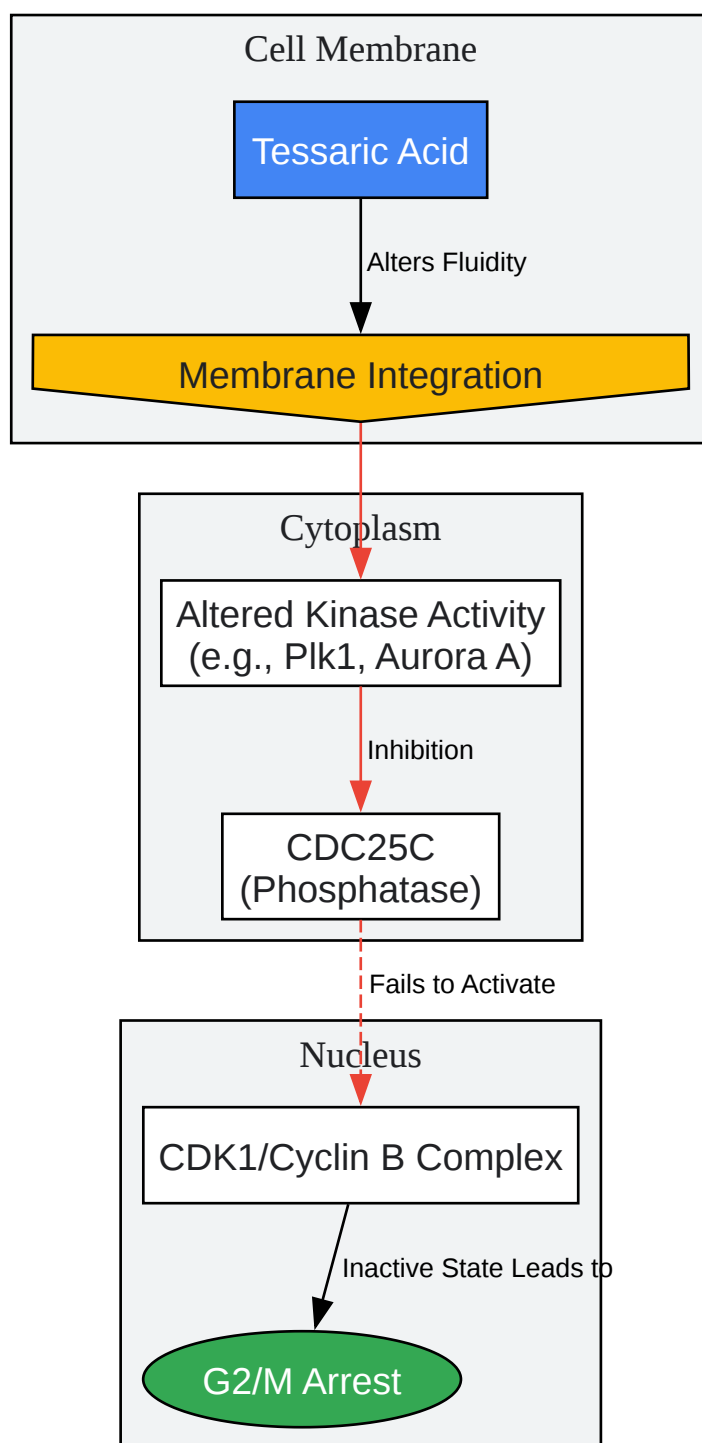 Cell Membrane
Tessaric Acid
Alters Fluidity
Membrane Integration
Cytoplasm
Altered Kinase Activity
(e.g., Plk1, Aurora A)
Inhibition
CDC25C
(Phosphatase)
Fails to Activate
Nucleus
CDK1/Cyclin B Complex
Inactive State Leads to
G2/M Arrest